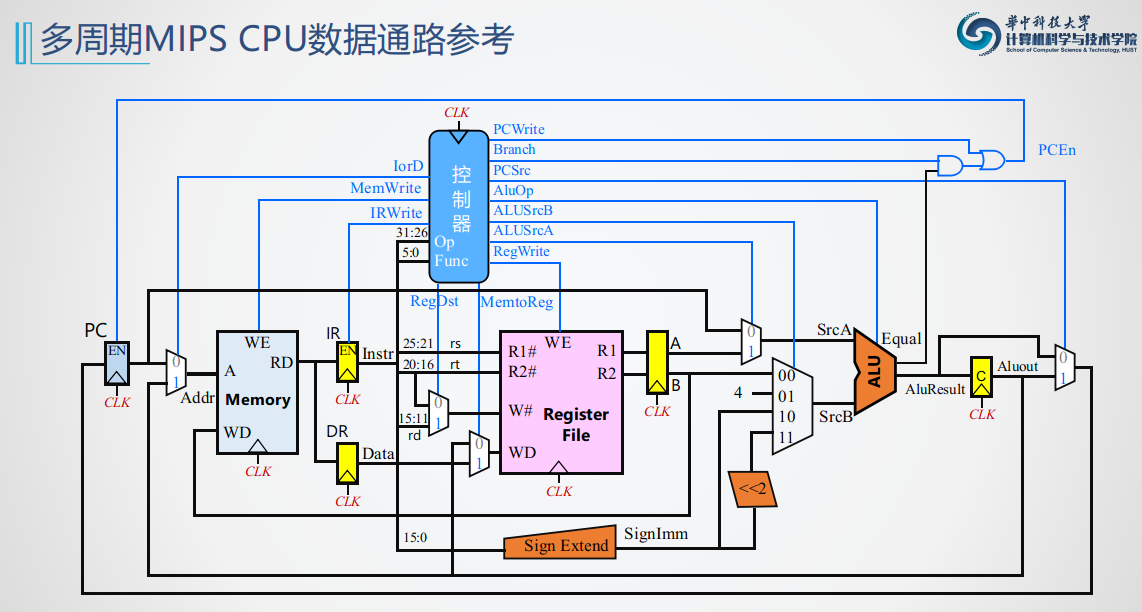 多周期MIPS CPU数据通路参考
华中科技大学
计算机科学与技术学院
School of Computer Science & Technology, HUST
CLK
PCWrite
Branch
PCSrc
AluOp
ALUSrcB
ALUSrcA
RegWrite
PCEn
控制器
IorD
MemWrite
IRWrite
31:26
Op
5:0
Func
RegDst
MemtoReg
PC
EN
CLK
0
1
Addr
WE
A
RD
Memory
WD
CLK
IR
EN
Instr
CLK
DR
Data
CLK
25:21 rs
20:16 rt
15:11
rd
0
1
0
1
WE
R1#
R1
R2#
R2
W#
Register
File
WD
CLK
A
B
CLK
0
1
4
00
01
10
11
<<2
15:0
Sign Extend
SignImm
SrcA
SrcB
ALU
Equal
AluResult
C
CLK
Aluout
0
1